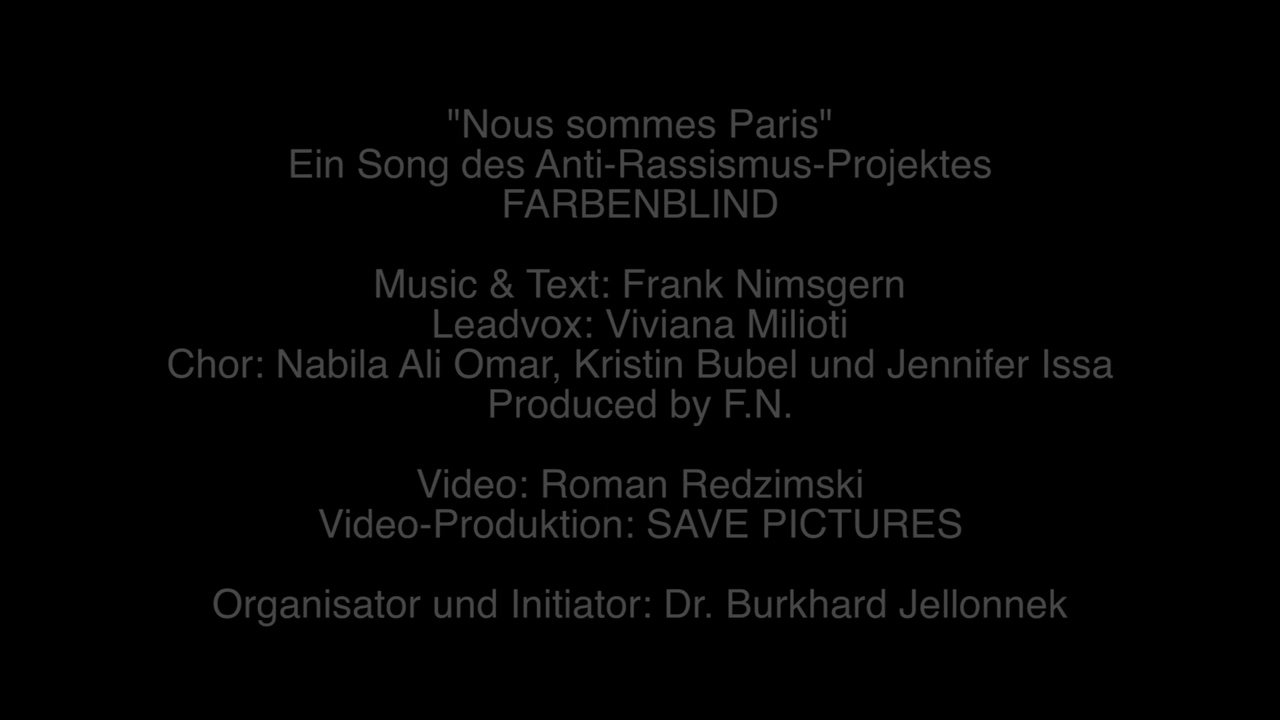 "Nous sommes Paris"
Ein Song des Anti-Rassismus-Projektes
FARBENBLIND
Music & Text: Frank Nimsgern
Leadvox: Viviana Milioti
Chor: Nabila Ali Omar, Kristin Bubel und Jennifer Issa
Produced by F.N.
Video: Roman Redzimski
Video-Produktion: SAVE PICTURES
Organisator und Initiator: Dr. Burkhard Jellonnek